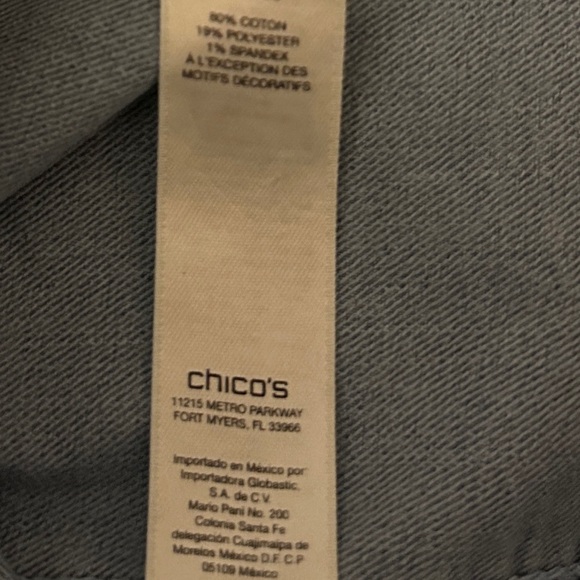 80% COTON
19% POLYESTER
1% SPANDEX
À L'EXCEPTION DES
MOTIFS DÉCORATIFS
chico's
11215 METRO PARKWAY
FORT MYERS, FL 33966
Importado en México por:
Importadora Globastic,
S.A. de C.V.
Mario Pani No. 200
Colonia Santa Fe
delegación Cuajimalpa de
Morelos México D.F. C.P.
05109 México